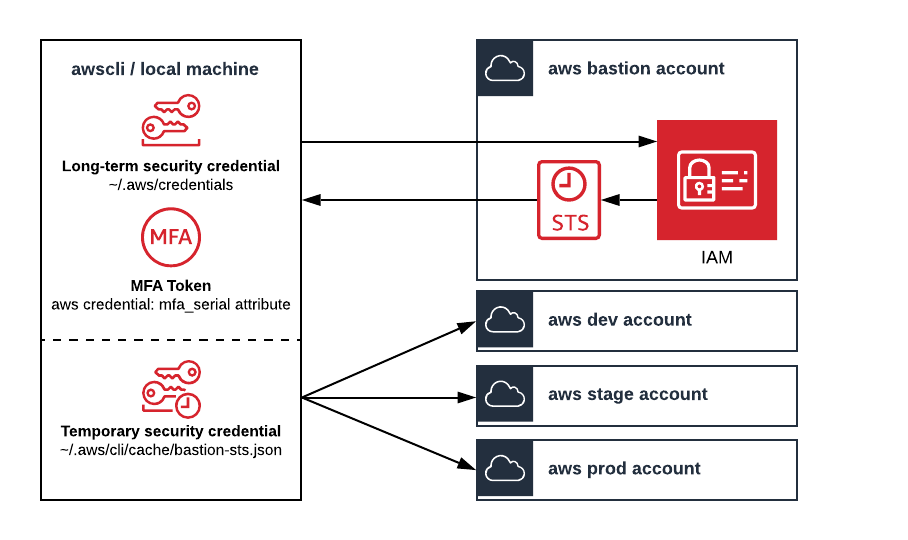 awscli / local machine
Long-term security credential
~/.aws/credentials
MFA
MFA Token
aws credential: mfa_serial attribute
Temporary security credential
~/.aws/cli/cache/bastion-sts.json
aws bastion account
STS
IAM
aws dev account
aws stage account
aws prod account